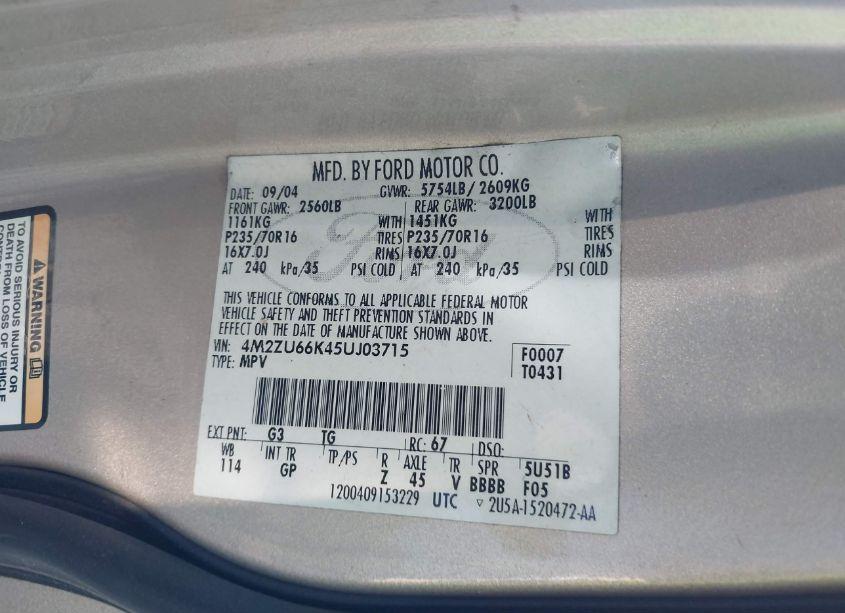 MFD. BY FORD MOTOR CO.
DATE: 09/04 GVWR: 5754LB/ 2609KG
FRONT GAWR: 2560LB REAR GAWR: 3200LB
1161KG WITH 1451KG WITH
P235/70R16 TIRES P235/70R16 TIRES
16X7.0J RIMS 16X7.0J RIMS
AT 240 kPa/35 PSI COLD AT 240 kPa/35 PSI COLD
Ford
THIS VEHICLE CONFORMS TO ALL APPLICABLE FEDERAL MOTOR
VEHICLE SAFETY AND THEFT PREVENTION STANDARDS IN
EFFECT ON THE DATE OF MANUFACTURE SHOWN ABOVE.
VIN: 4M2ZU66K45UJ03715 F0007
TYPE: MPV T0431
EXT PNT: G3 TG RC: 67 DSO:
WB INT TR TP/PS R AXLE TR SPR 5U51B
114 GP Z 45 V BBBB F05
1200409153229 UTC ▽ 2U5A-1520472-AA
WARNING
TO AVOID SERIOUS INJURY OR
DEATH FROM LOSS OF VEHICLE